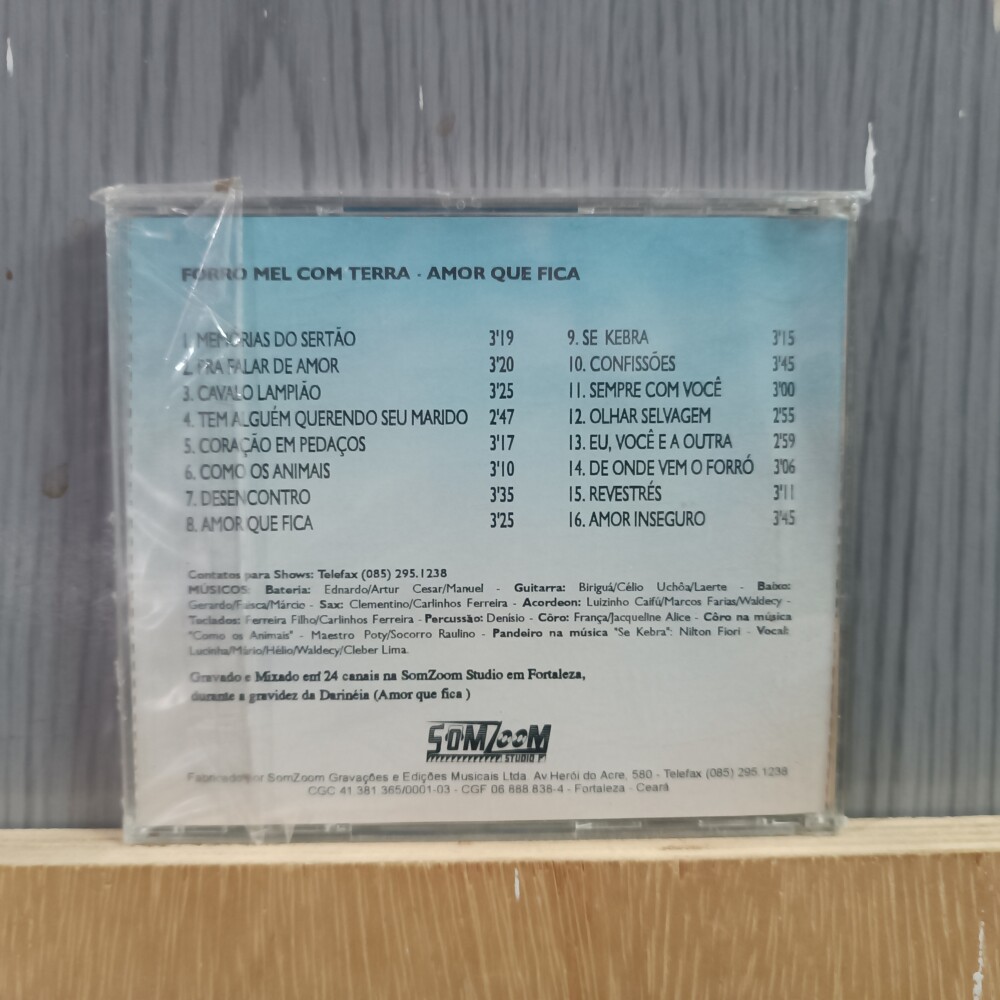 FORRO MEL COM TERRA · AMOR QUE FICA
1. MEMÓRIAS DO SERTÃO 3'19
2. PRA FALAR DE AMOR 3'20
3. CAVALO LAMPIÃO 3'25
4. TEM ALGUÉM QUERENDO SEU MARIDO 2'47
5. CORAÇÃO EM PEDAÇOS 3'17
6. COMO OS ANIMAIS 3'10
7. DESENCONTRO 3'35
8. AMOR QUE FICA 3'25
9. SE KEBRA 3'15
10. CONFISSÕES 3'45
11. SEMPRE COM VOCÊ 3'00
12. OLHAR SELVAGEM 2'55
13. EU, VOCÊ E A OUTRA 2'59
14. DE ONDE VEM O FORRÓ 3'06
15. REVESTRÉS 3'11
16. AMOR INSEGURO 3'45
Contatos para Shows: Telefax (085) 295.1238
MÚSICOS: Bateria: Ednardo/Artur Cesar/Manuel - Guitarra: Biriguá/Célio Uchôa/Laerte - Baixo:
Gerardo/Faísca/Márcio - Sax: Clementino/Carlinhos Ferreira - Acordeon: Luizinho Caifú/Marcos Farias/Waldecy -
Teclados: Ferreira Filho/Carlinhos Ferreira - Percussão: Denisio - Côro: França/Jacqueline Alice - Côro na música
"Como os Animais" - Maestro Poty/Socorro Raulino - Pandeiro na música "Se Kebra": Nilton Fiori - Vocal:
Lucinha/Mário/Hélio/Waldecy/Cleber Lima.
Gravado e Mixado em 24 canais na SomZoom Studio em Fortaleza,
durante a gravidez da Darinéia (Amor que fica )
SOMZOOM
STUDIO
Fabricado por SomZoom Gravações e Edições Musicais Ltda. Av Herói do Acre, 580 - Telefax (085) 295.1238
CGC 41 381 365/0001-03 - CGF 06 888 838-4 - Fortaleza - Ceará